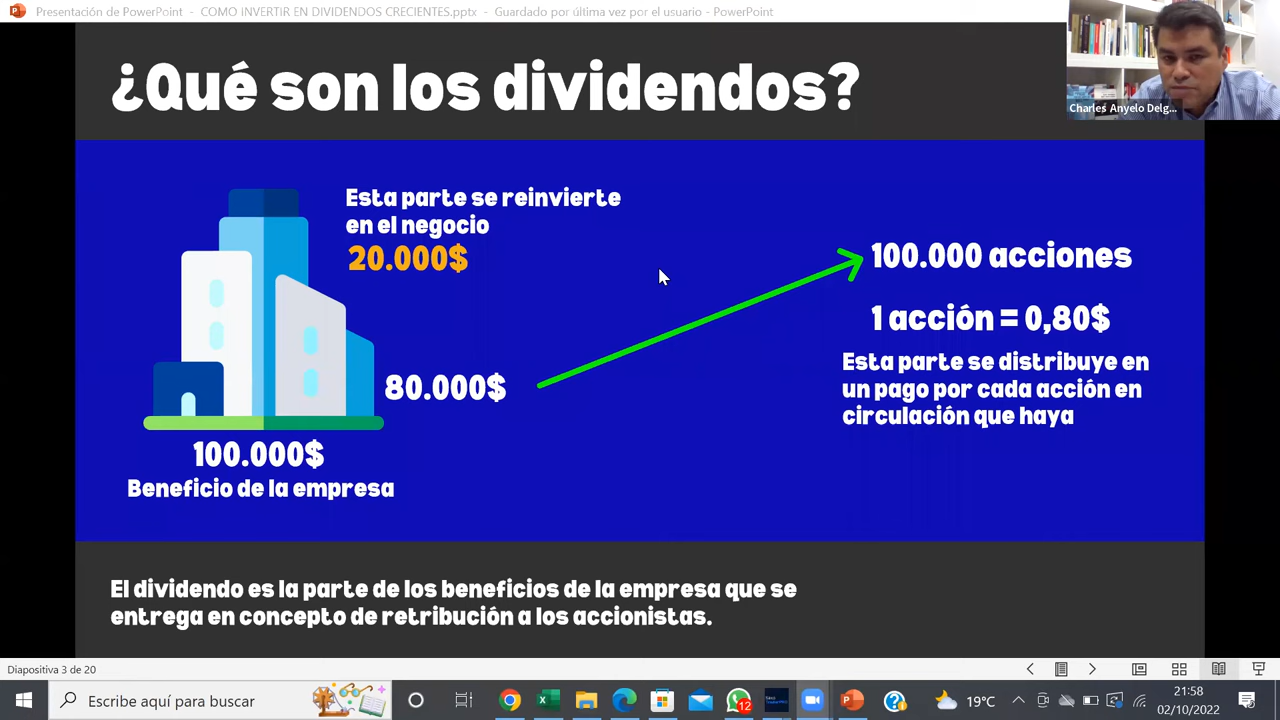 Presentación de PowerPoint - COMO INVERTIR EN DIVIDENDOS CRECIENTES.pptx - Guardado por última vez por el usuario - PowerPoint
¿Qué son los dividendos?
Charles Anyelo Delg...
Esta parte se reinvierte
en el negocio
20.000$
100.000 acciones
1 acción = 0,80$
Esta parte se distribuye en
un pago por cada acción en
circulación que haya
80.000$
100.000$
Beneficio de la empresa
El dividendo es la parte de los beneficios de la empresa que se
entrega en concepto de retribución a los accionistas.
Diapositiva 3 de 20
Escribe aquí para buscar
12
19°C
21:58
02/10/2022